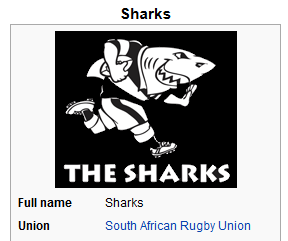 Sharks
THE SHARKS
Full name Sharks
Union South African Rugby Union